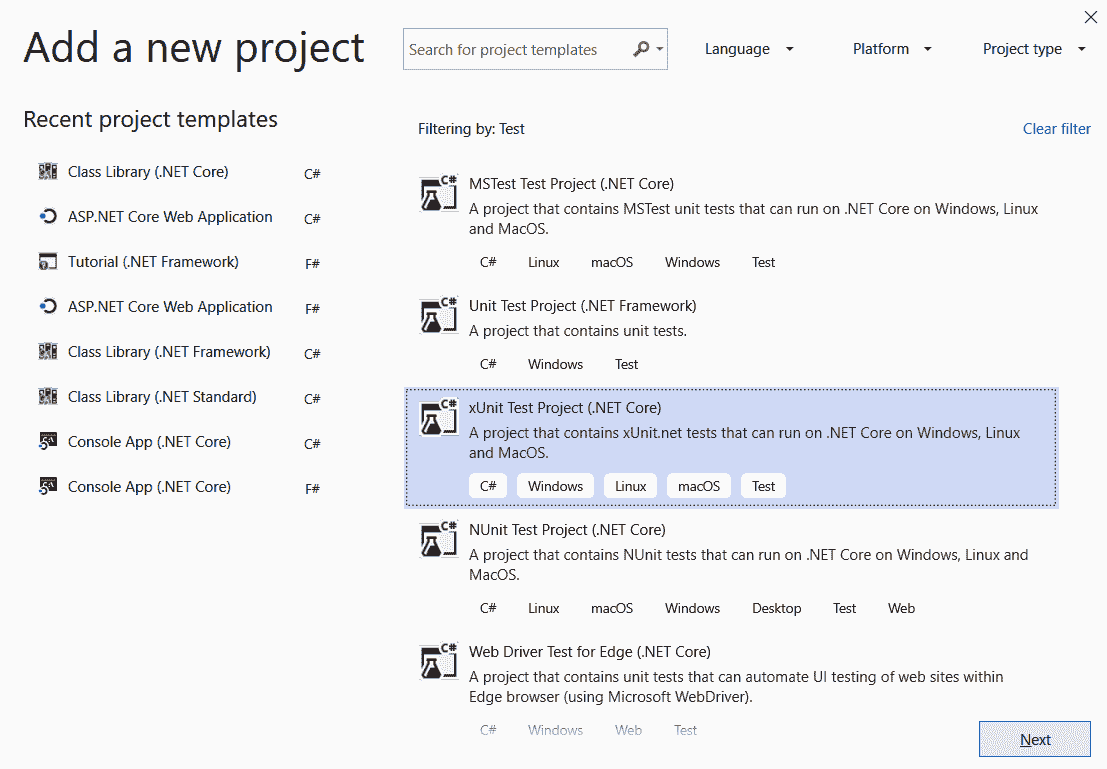 Add a new project
Search for project templates
Language
Platform
Project type
Recent project templates
Class Library (.NET Core) C#
ASP.NET Core Web Application C#
Tutorial (.NET Framework) F#
ASP.NET Core Web Application F#
Class Library (.NET Framework) C#
Class Library (.NET Standard) C#
Console App (.NET Core) C#
Console App (.NET Core) F#
Filtering by: Test
Clear filter
C#
MSTest Test Project (.NET Core)
A project that contains MSTest unit tests that can run on .NET Core on Windows, Linux
and MacOS.
C# Linux macOS Windows Test
C#
Unit Test Project (.NET Framework)
A project that contains unit tests.
C# Windows Test
C#
xUnit Test Project (.NET Core)
A project that contains xUnit.net tests that can run on .NET Core on Windows, Linux
and MacOS.
C# Windows Linux macOS Test
C#
NUnit Test Project (.NET Core)
A project that contains NUnit tests that can run on .NET Core on Windows, Linux and
MacOS.
C# Linux macOS Windows Desktop Test Web
C#
Web Driver Test for Edge (.NET Core)
A project that contains unit tests that can automate UI testing of web sites within
Edge browser (using Microsoft WebDriver).
C# Windows Web Test
Next